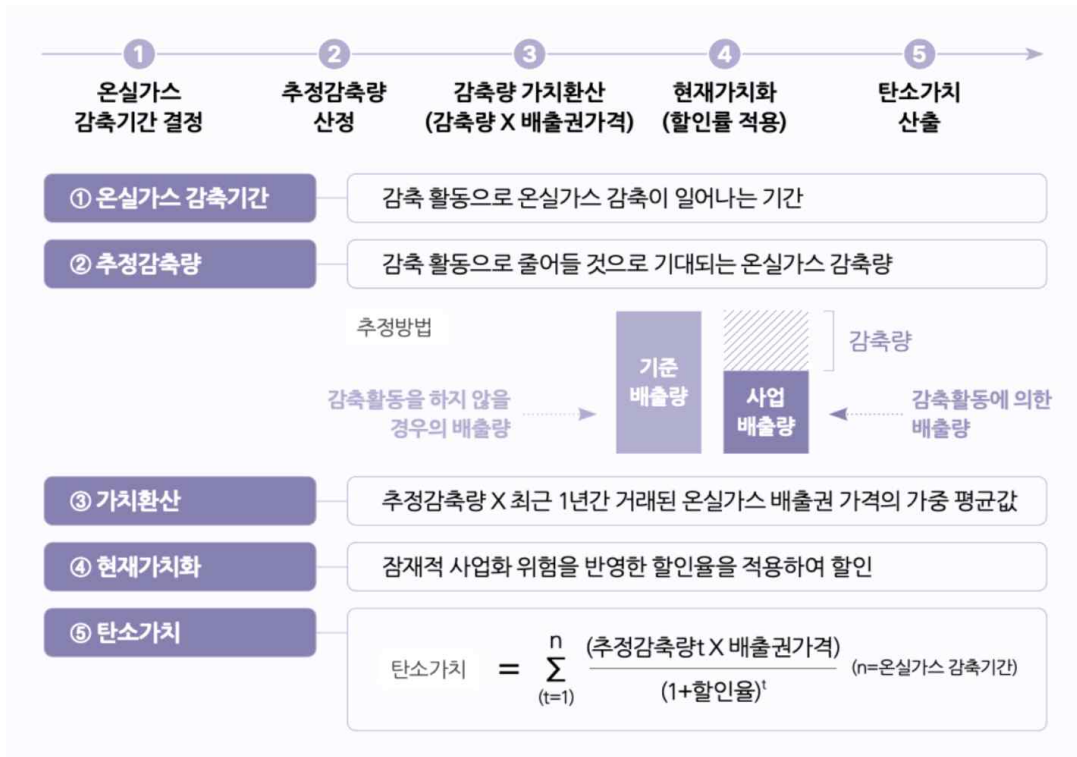 1 2 3 4 5
온실가스 추정감축량 감축량 가치환산 현재가치화 탄소가치
감축기간 결정 산정 (감축량 X 배출권가격) (할인률 적용) 산출
① 온실가스 감축기간 감축 활동으로 온실가스 감축이 일어나는 기간
② 추정감축량 감축 활동으로 줄어들 것으로 기대되는 온실가스 감축량
추정방법
감축량
기준
배출량
사업
배출량
감축활동을 하지 않을
경우의 배출량
감축활동에 의한
배출량
③ 가치환산 추정감축량 X 최근 1년간 거래된 온실가스 배출권 가격의 가중 평균값
④ 현재가치화 잠재적 사업화 위험을 반영한 할인율을 적용하여 할인
⑤ 탄소가치
n
탄소가치 = Σ (추정감축량t X 배출권가격) (n=온실가스 감축기간)
(t=1) (1+할인율)ᵗ